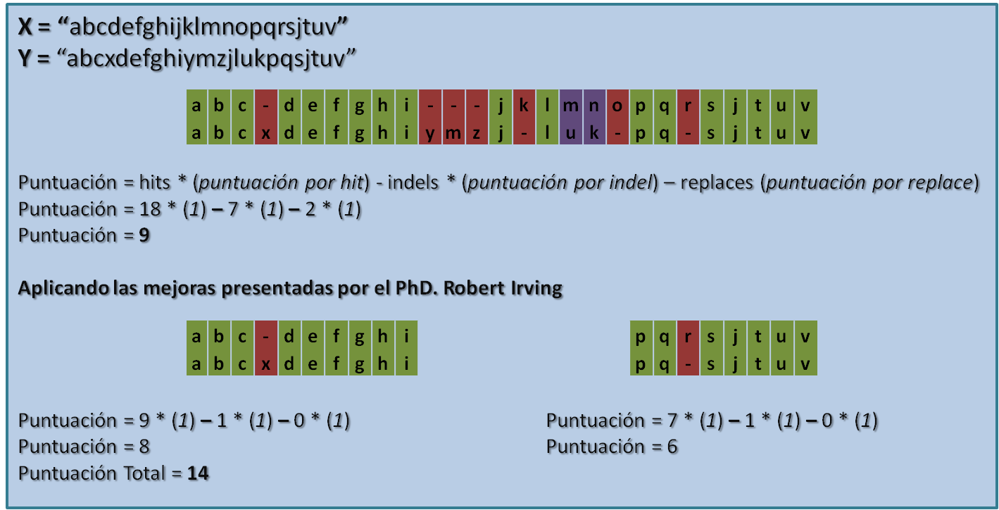 X = “abcdefghijklmnopqrsjtuv”
Y = “abcxdefghiymzjlukpqsjtuv”
a b c - d e f g h i - - - j k l m n o p q r s j t u v
a b c x d e f g h i y m z j - l u k - p q - s j t u v
Puntuación = hits * (puntuación por hit) - indels * (puntuación por indel) – replaces (puntuación por replace)
Puntuación = 18 * (1) – 7 * (1) – 2 * (1)
Puntuación = 9
Aplicando las mejoras presentadas por el PhD. Robert Irving
a b c - d e f g h i
a b c x d e f g h i
p q r s j t u v
p q - s j t u v
Puntuación = 9 * (1) – 1 * (1) – 0 * (1)
Puntuación = 8
Puntuación Total = 14
Puntuación = 7 * (1) – 1 * (1) – 0 * (1)
Puntuación = 6